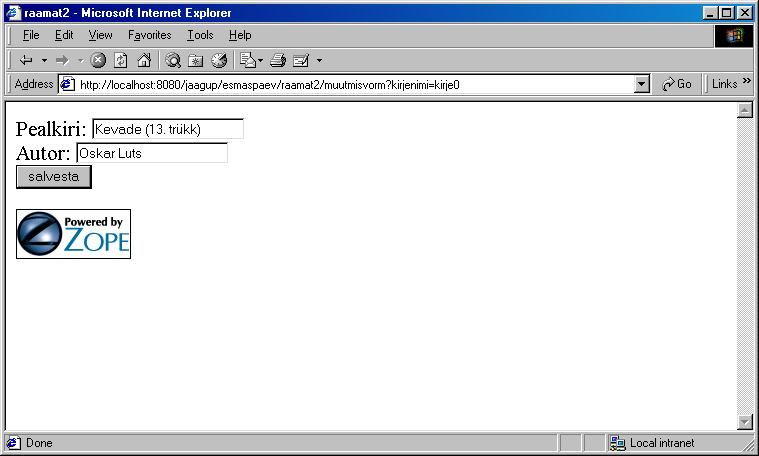 raamat2 - Microsoft Internet Explorer
File Edit View Favorites Tools Help
Address http://localhost:8080/jaagup/esmaspaev/raamat2/muutmisvorm?kirjenimi=kirje0 Go Links »
Pealkiri: Kevade (13. trükk)
Autor: Oskar Luts
salvesta
Powered by
ZOPE
Done Local intranet